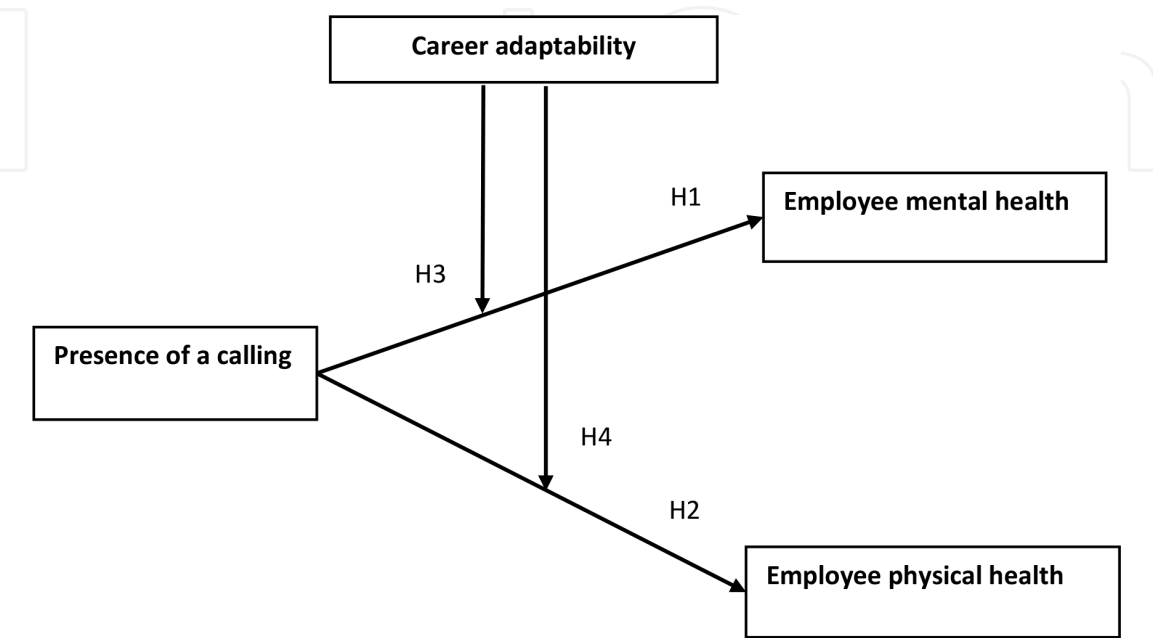 Career adaptability
H1
Employee mental health
H3
Presence of a calling
H4
H2
Employee physical health